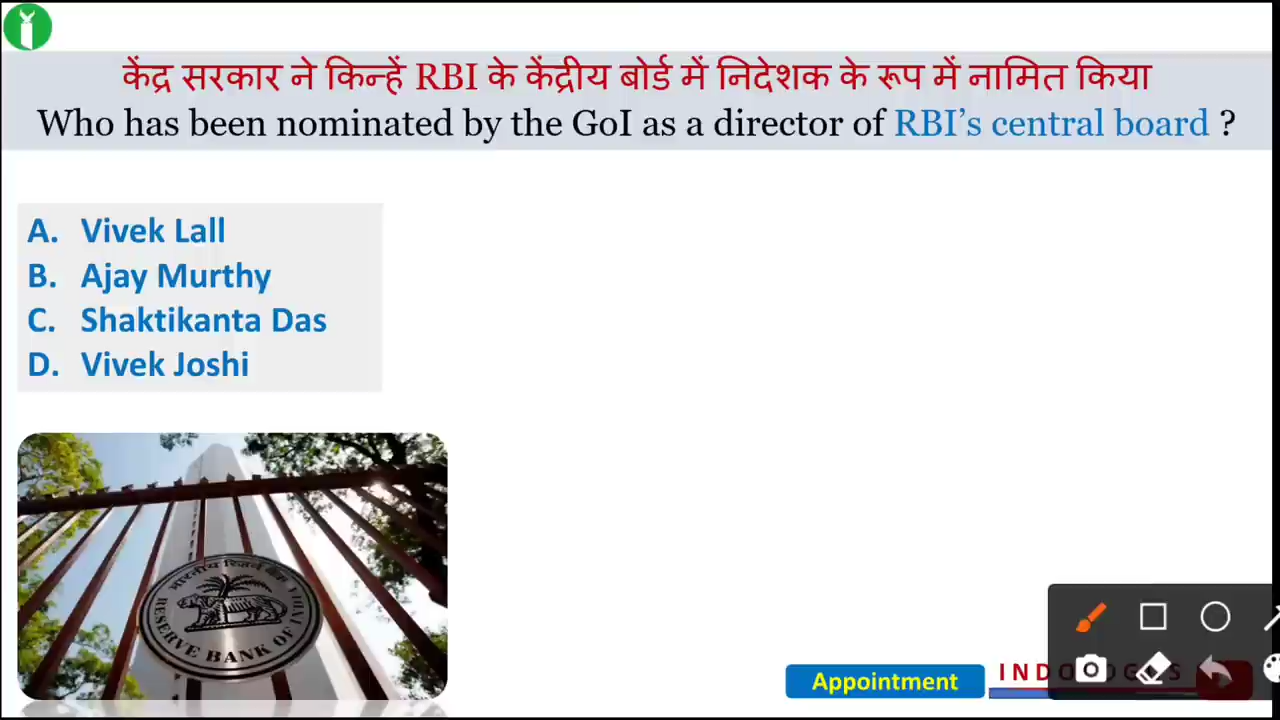 केंद्र सरकार ने किन्हें RBI के केंद्रीय बोर्ड में निदेशक के रूप में नामित किया
Who has been nominated by the GoI as a director of RBI’s central board ?
A. Vivek Lall
B. Ajay Murthy
C. Shaktikanta Das
D. Vivek Joshi
भारतीय रिज़र्व बैंक
RESERVE BANK OF INDIA
Appointment